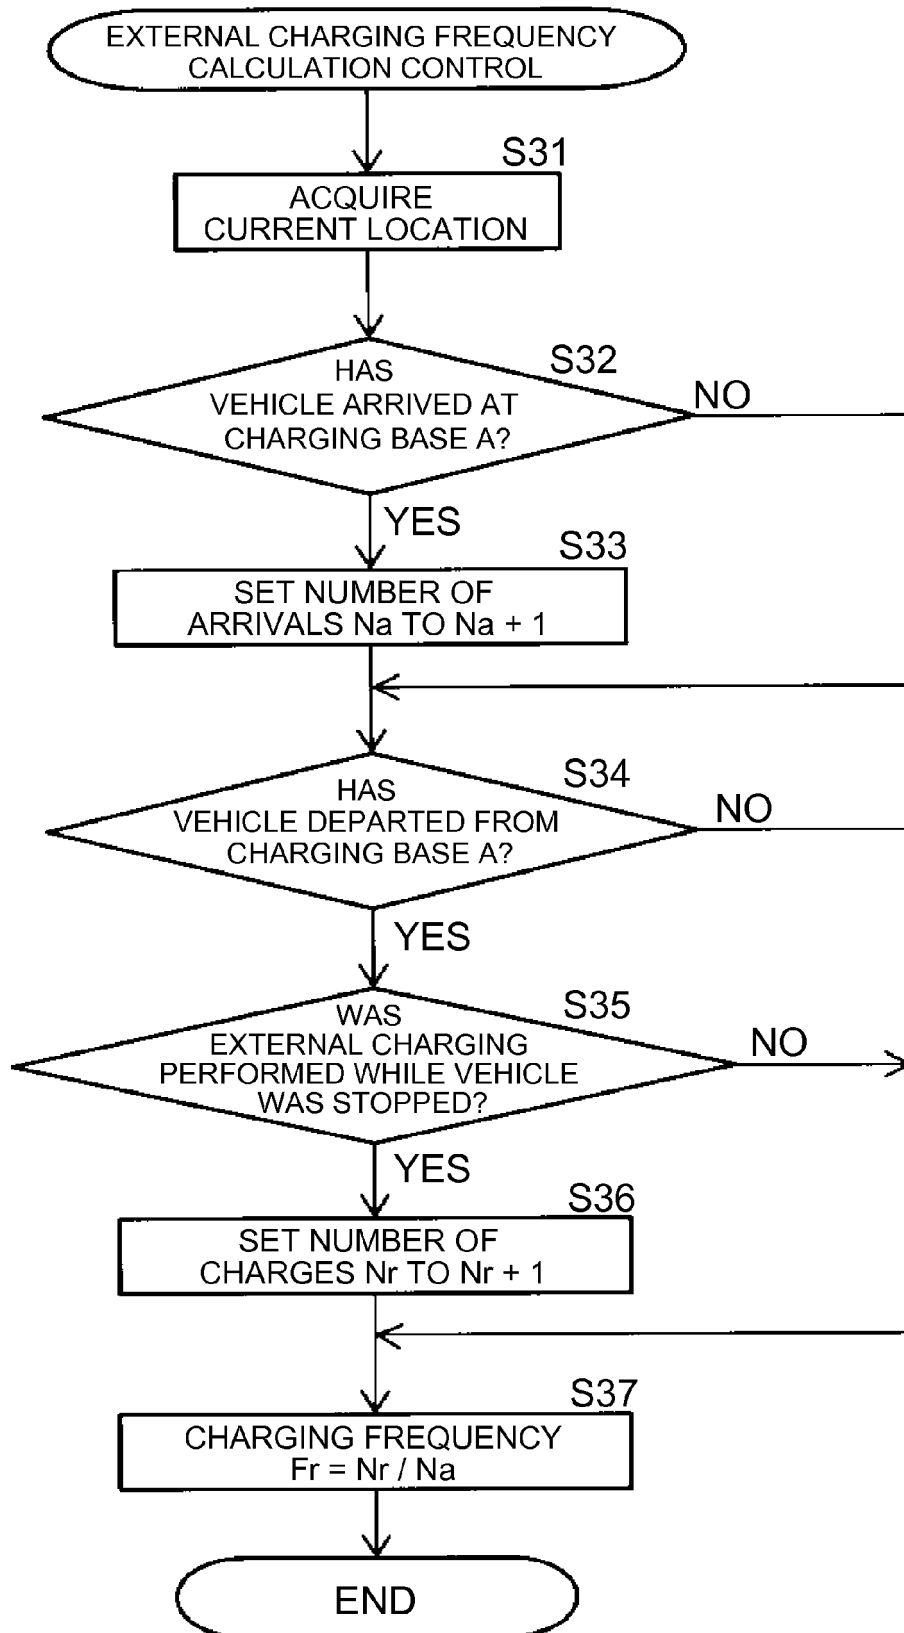 EXTERNAL CHARGING FREQUENCY
CALCULATION CONTROL
S31
ACQUIRE
CURRENT LOCATION
S32
HAS
VEHICLE ARRIVED AT
CHARGING BASE A?
NO
YES
S33
SET NUMBER OF
ARRIVALS Na TO Na + 1
S34
HAS
VEHICLE DEPARTED FROM
CHARGING BASE A?
NO
YES
S35
WAS
EXTERNAL CHARGING
PERFORMED WHILE VEHICLE
WAS STOPPED?
NO
YES
S36
SET NUMBER OF
CHARGES Nr TO Nr + 1
S37
CHARGING FREQUENCY
Fr = Nr / Na
END